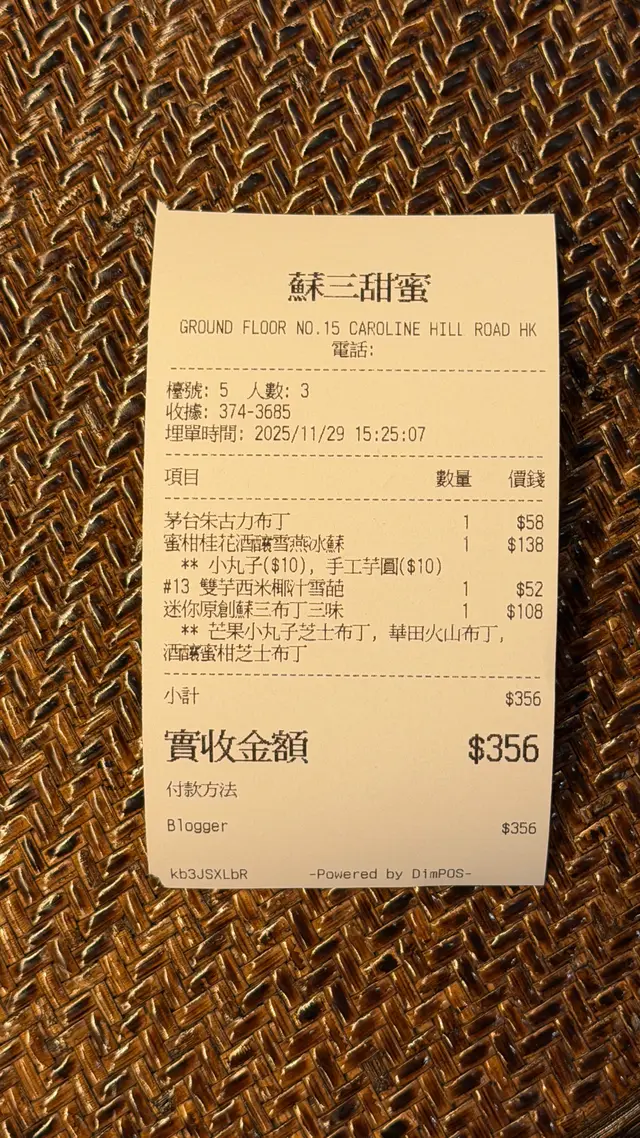 蘇三甜蜜
GROUND FLOOR NO.15 CAROLINE HILL ROAD HK
電話:
檯號: 5 人數: 3
收據: 374-3685
埋單時間: 2025/11/29 15:25:07
項目 數量 價錢
茅台朱古力布丁 1 $58
蜜柑桂花酒釀雪燕冰蘇 1 $138
** 小丸子($10), 手工芋圓($10)
#13 雙芋西米椰汁雪葩 1 $52
迷你原創蘇三布丁三味 1 $108
** 芒果小丸子芝士布丁, 華田火山布丁,
酒釀蜜柑芝士布丁
小計 $356
實收金額 $356
付款方法
Blogger $356
kb3JSXLbR -Powered by DimPOS-